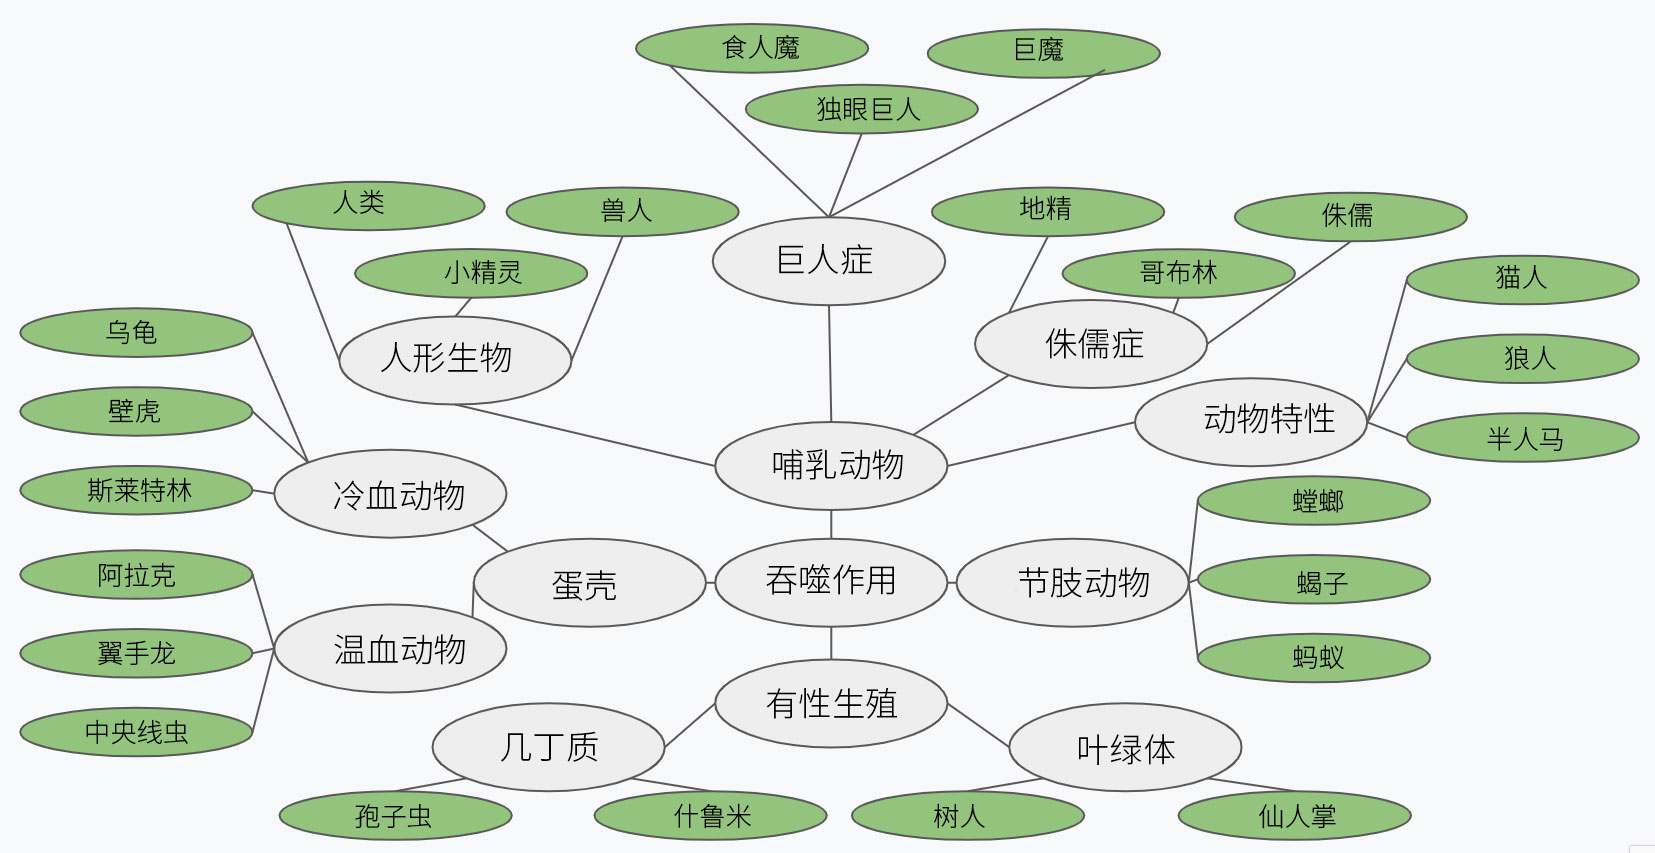 食人魔
巨魔
独眼巨人
人类
兽人
地精
侏儒
小精灵
巨人症
哥布林
猫人
乌龟
人形生物
侏儒症
狼人
壁虎
动物特性
半人马
斯莱特林
冷血动物
哺乳动物
螳螂
阿拉克
蛋壳
吞噬作用
节肢动物
蝎子
翼手龙
温血动物
蚂蚁
中央线虫
有性生殖
几丁质
叶绿体
孢子虫
什鲁米
树人
仙人掌